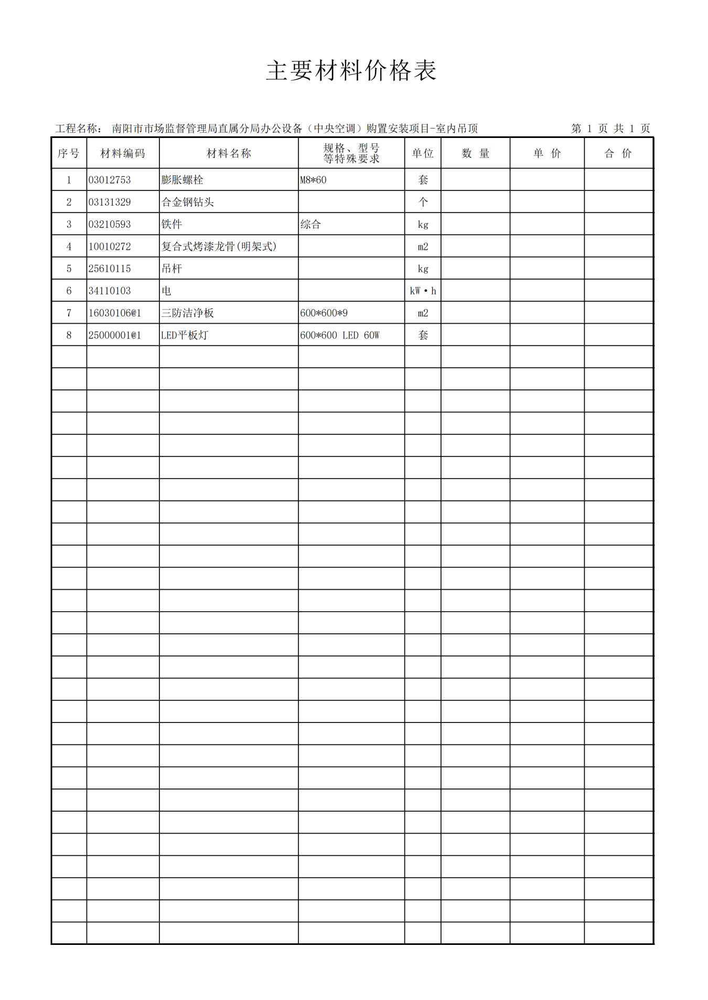 主要材料价格表
工程名称： 南阳市市场监督管理局直属分局办公设备（中央空调）购置安装项目-室内吊顶 第 1 页 共 1 页
序号 材料编码 材料名称 规格、型号等特殊要求 单位 数 量 单 价 合 价
1 03012753 膨胀螺栓 M8*60 套
2 03131329 合金钢钻头 个
3 03210593 铁件 综合 kg
4 10010272 复合式烤漆龙骨(明架式) m2
5 25610115 吊杆 kg
6 34110103 电 kW·h
7 16030106@1 三防洁净板 600*600*9 m2
8 25000001@1 LED平板灯 600*600 LED 60W 套